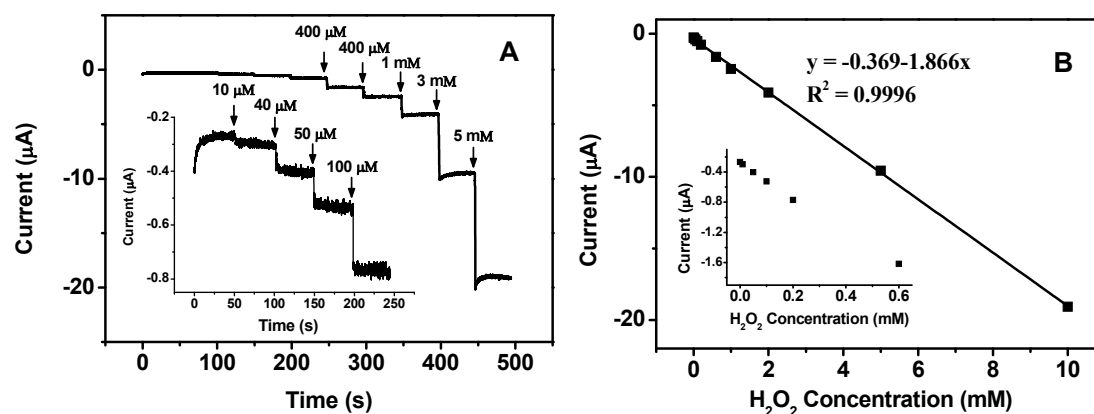 A
400 μM
400 μM
1 mM
3 mM
5 mM
0
-10
-20
Current (μA)
0
100
200
300
400
500
Time (s)
10 μM
40 μM
50 μM
100 μM
-0.2
-0.4
-0.6
-0.8
Current (μA)
0
50
100
150
200
250
Time (s)
B
y = -0.369-1.866x
R² = 0.9996
0
-10
-20
Current (μA)
0
2
4
6
8
10
H₂O₂ Concentration (mM)
-0.4
-0.8
-1.2
-1.6
Current (μA)
0.0
0.2
0.4
0.6
H₂O₂ Concentration (mM)